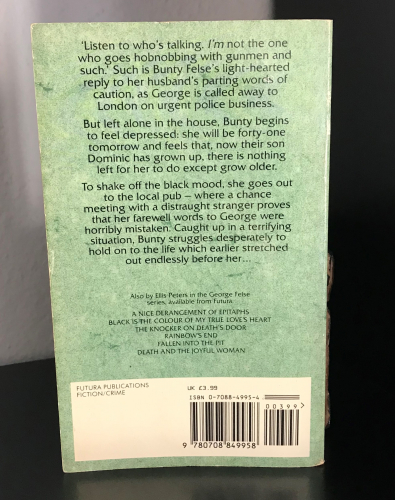 'Listen to who's talking. I'm not the one
who goes hobnobbing with gunmen and
such.' Such is Bunty Felse's light-hearted
reply to her husband's parting words of
caution, as George is called away to
London on urgent police business.
But left alone in the house, Bunty begins
to feel depressed: she will be forty-one
tomorrow and feels that, now their son
Dominic has grown up, there is nothing
left for her to do except grow older.
To shake off the black mood, she goes out
to the local pub – where a chance
meeting with a distraught stranger proves
that her farewell words to George were
horribly mistaken. Caught up in a terrifying
situation, Bunty struggles desperately to
hold on to the life which earlier stretched
out endlessly before her...
Also by Ellis Peters in the George Felse
series, available from Futura
A NICE DERANGEMENT OF EPITAPHS
BLACK IS THE COLOUR OF MY TRUE LOVE'S HEART
THE KNOCKER ON DEATH'S DOOR
RAINBOW'S END
FALLEN INTO THE PIT
DEATH AND THE JOYFUL WOMAN
FUTURA PUBLICATIONS
FICTION/CRIME
UK £3.99
ISBN 0-7088-4995-4
00399>
9 780708 849958